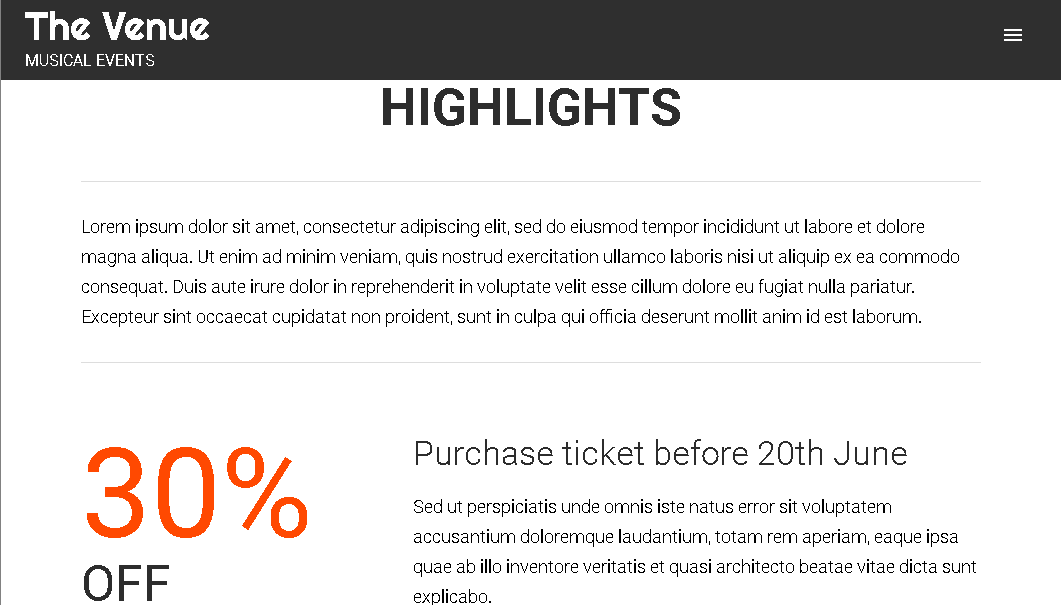 The Venue
MUSICAL EVENTS
HIGHLIGHTS
Lorem ipsum dolor sit amet, consectetur adipiscing elit, sed do eiusmod tempor incididunt ut labore et dolore
magna aliqua. Ut enim ad minim veniam, quis nostrud exercitation ullamco laboris nisi ut aliquip ex ea commodo
consequat. Duis aute irure dolor in reprehenderit in voluptate velit esse cillum dolore eu fugiat nulla pariatur.
Excepteur sint occaecat cupidatat non proident, sunt in culpa qui officia deserunt mollit anim id est laborum.
30%
OFF
Purchase ticket before 20th June
Sed ut perspiciatis unde omnis iste natus error sit voluptatem
accusantium doloremque laudantium, totam rem aperiam, eaque ipsa
quae ab illo inventore veritatis et quasi architecto beatae vitae dicta sunt
explicabo.